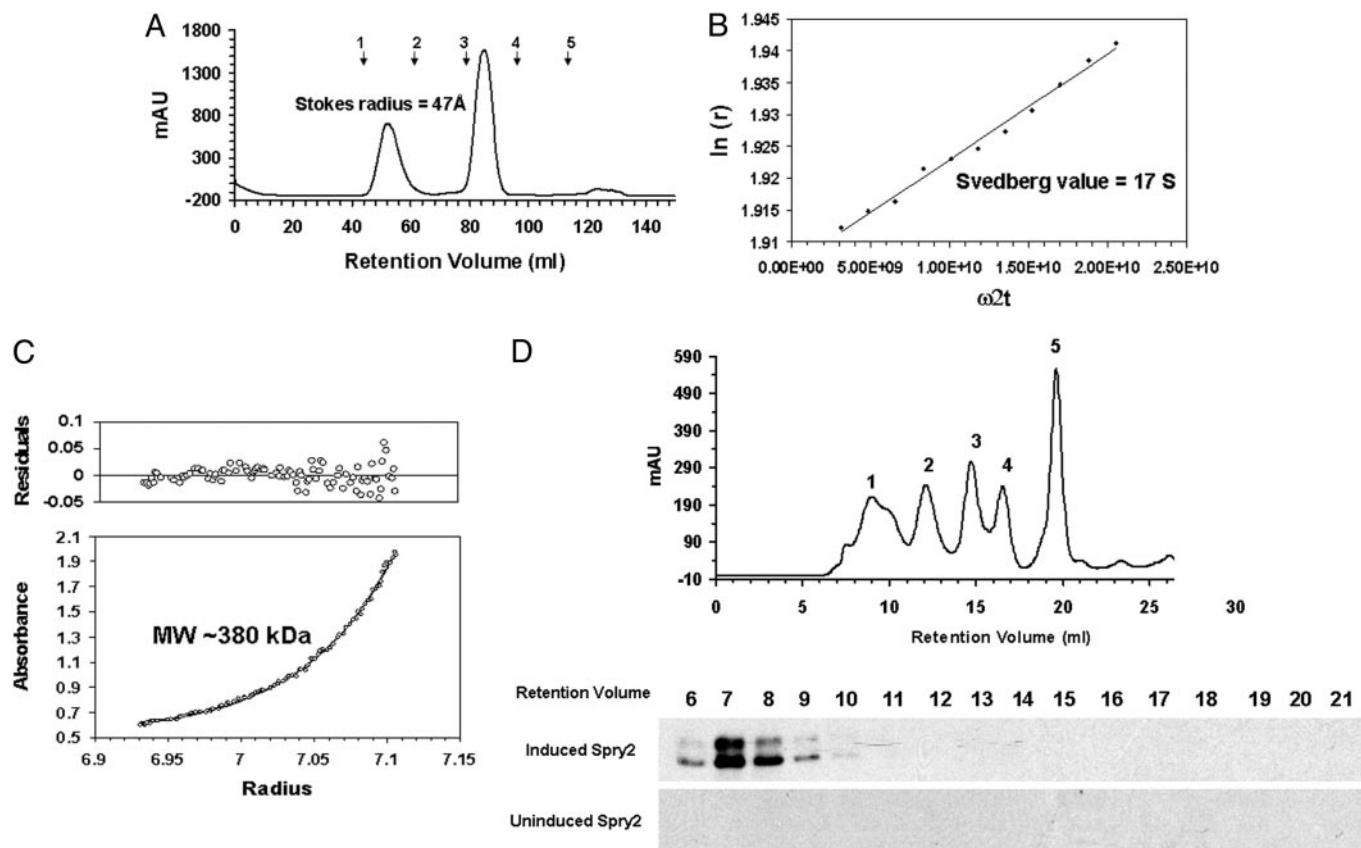 A
1800
1300
800
300
-200
mAU
1 2 3 4 5
Stokes radius = 47Å
0 20 40 60 80 100 120 140
Retention Volume (ml)
B
1.945
1.94
1.935
1.93
1.925
1.92
1.915
1.91
ln (r)
Svedberg value = 17 S
0.00E+00 5.00E+09 1.00E+10 1.50E+10 2.00E+10 2.50E+10
ω2t
C
0.1
0.05
0
-0.05
Residuals
2.1
1.9
1.7
1.5
1.3
1.1
0.9
0.7
0.5
Absorbance
MW ~380 kDa
6.9 6.95 7 7.05 7.1 7.15
Radius
D
590
490
390
290
190
90
-10
mAU
1 2 3 4 5
0 5 10 15 20 25 30
Retention Volume (ml)
Retention Volume 6 7 8 9 10 11 12 13 14 15 16 17 18 19 20 21
Induced Spry2
Uninduced Spry2